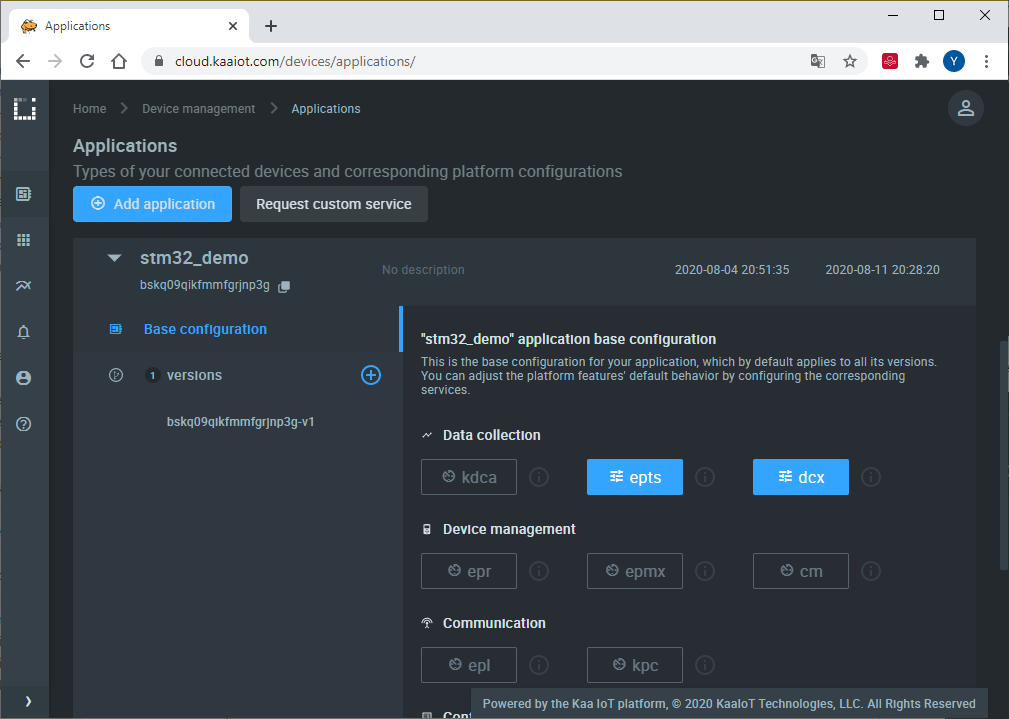 Applications
cloud.kaaiot.com/devices/applications/
Y
Home
Device management
Applications
Applications
Types of your connected devices and corresponding platform configurations
Add application
Request custom service
stm32_demo
bskq09qikfmmfgrjnp3g
No description
2020-08-04 20:51:35
2020-08-11 20:28:20
Base configuration
1 versions
bskq09qikfmmfgrjnp3g-v1
"stm32_demo" application base configuration
This is the base configuration for your application, which by default applies to all its versions.
You can adjust the platform features' default behavior by configuring the corresponding
services.
Data collection
kdca
epts
dcx
Device management
epr
epmx
cm
Communication
epl
kpc
Powered by the Kaa IoT platform, © 2020 KaaIoT Technologies, LLC. All Rights Reserved